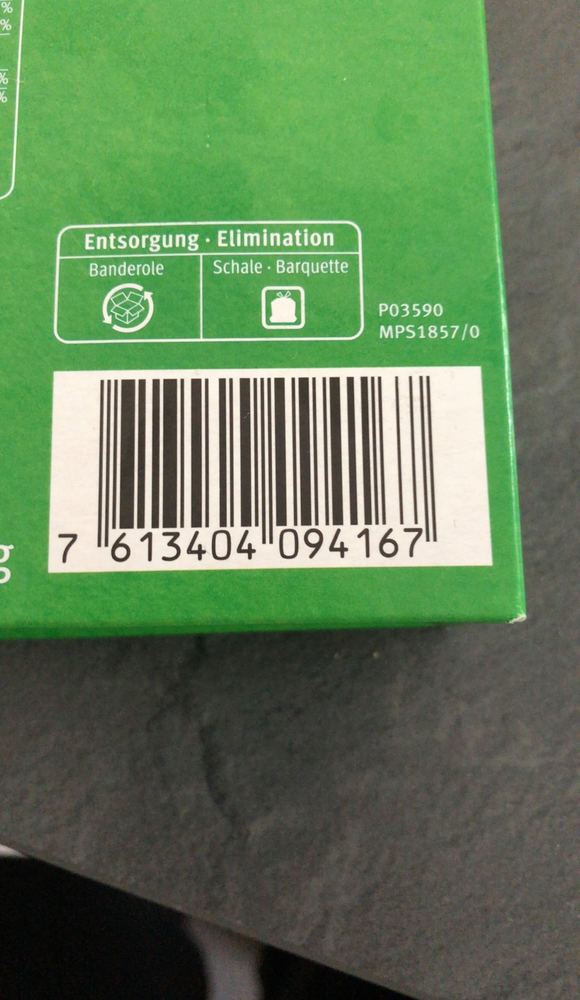 %
%
%
%
Entsorgung · Elimination
Banderole
Schale · Barquette
P03590
MPS1857/0
g
7 613404 094167